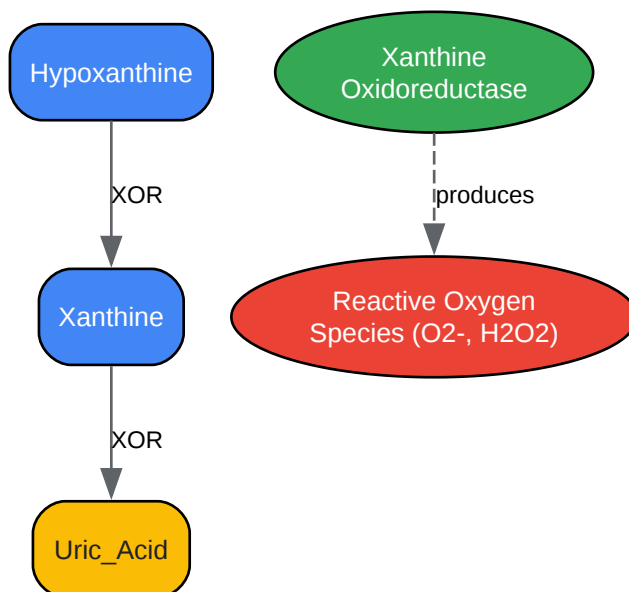 Hypoxanthine
Xanthine
Oxidoreductase
XOR
produces
Xanthine
Reactive Oxygen
Species (O2-, H2O2)
XOR
Uric_Acid